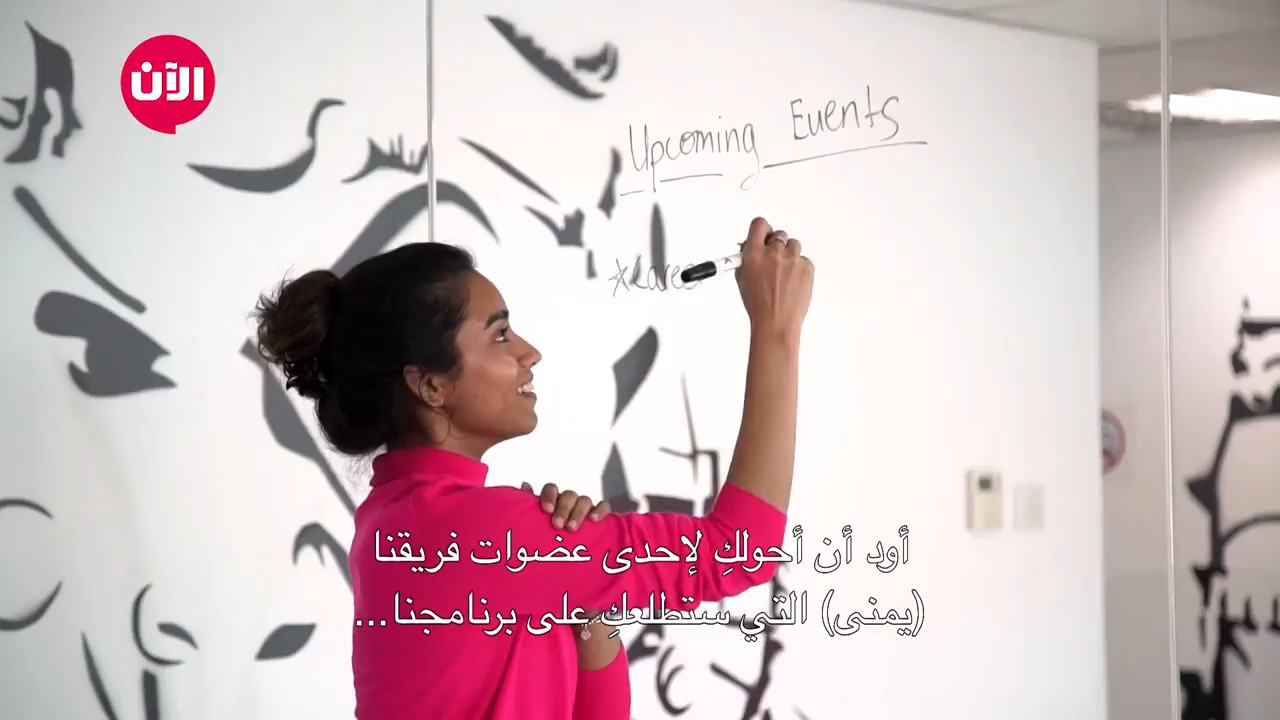 الآن
Upcoming Events
أود أن أحولكِ لإحدى عضوات فريقنا
(يمنى) التي ستطلعكِ على برنامجنا...